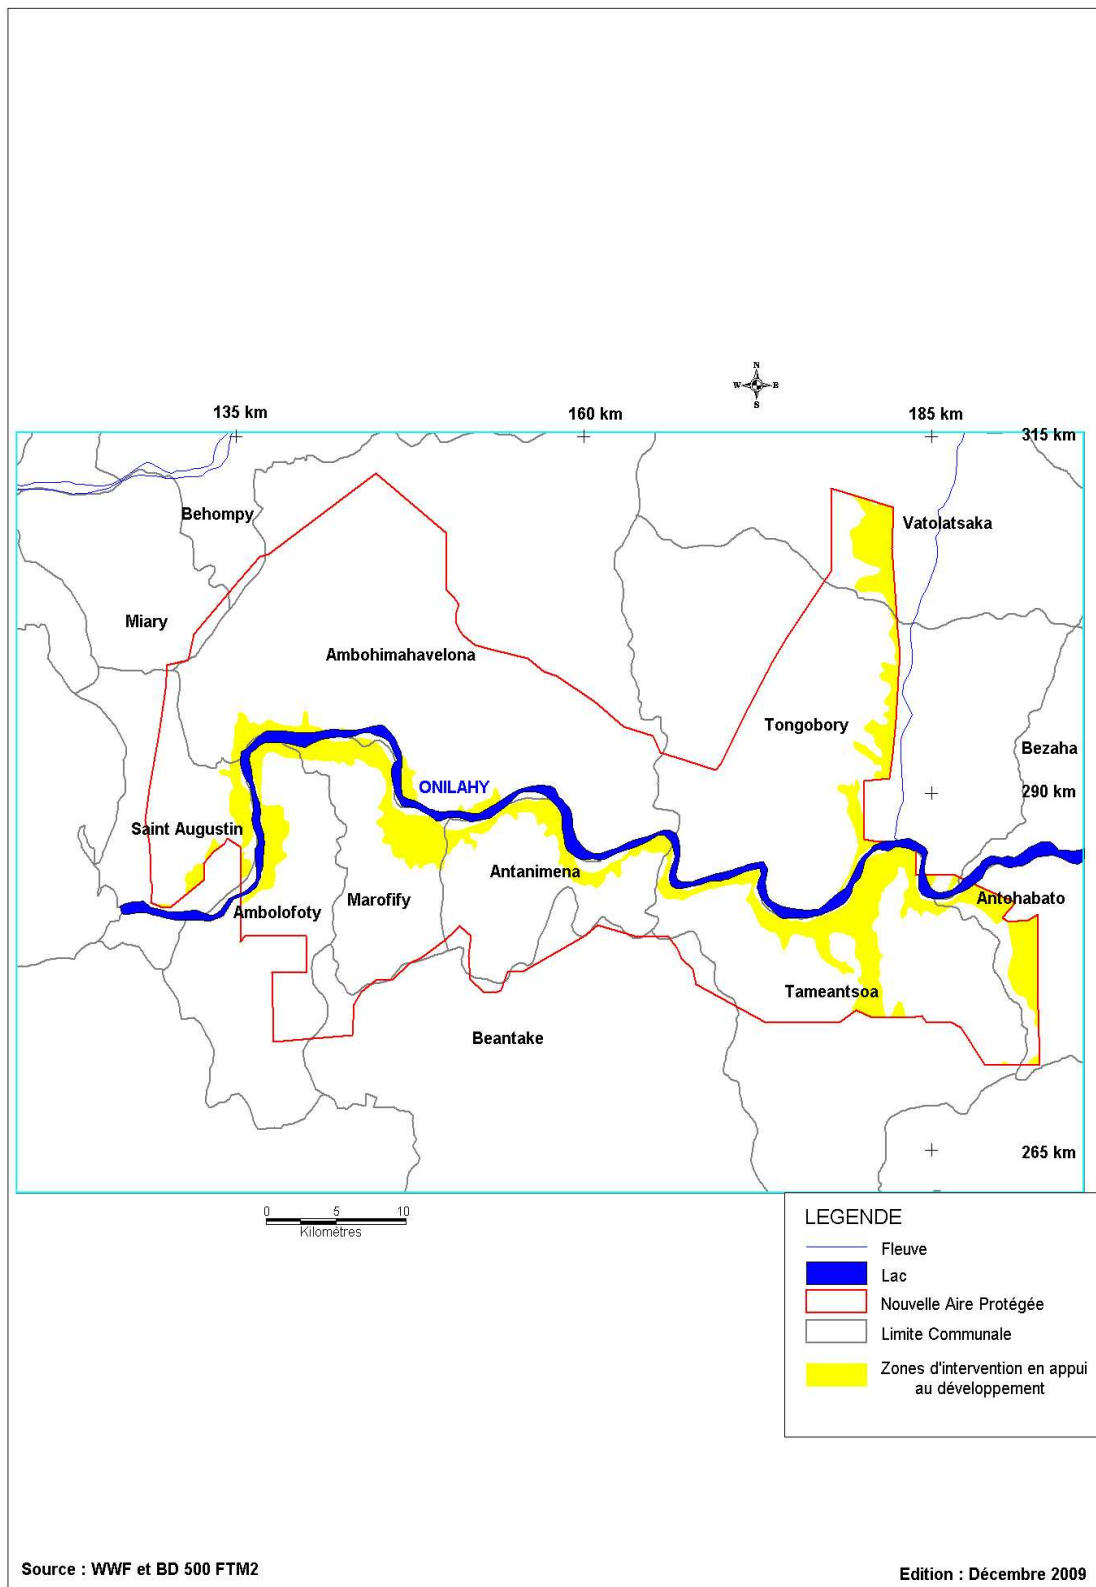 N
W E
S
135 km 160 km 185 km
315 km
Behompy
Vatolatsaka
Miary
Ambohimahavelona
Tongobory
Bezaha
ONILAHY
290 km
Saint Augustin
Antanimena
Marofify
Antohabato
Ambolofoty
Tameantsoa
Beantake
265 km
0 5 10
Kilomètres
LEGENDE
Fleuve
Lac
Nouvelle Aire Protégée
Limite Communale
Zones d'intervention en appui
au développement
Source : WWF et BD 500 FTM2
Edition : Décembre 2009